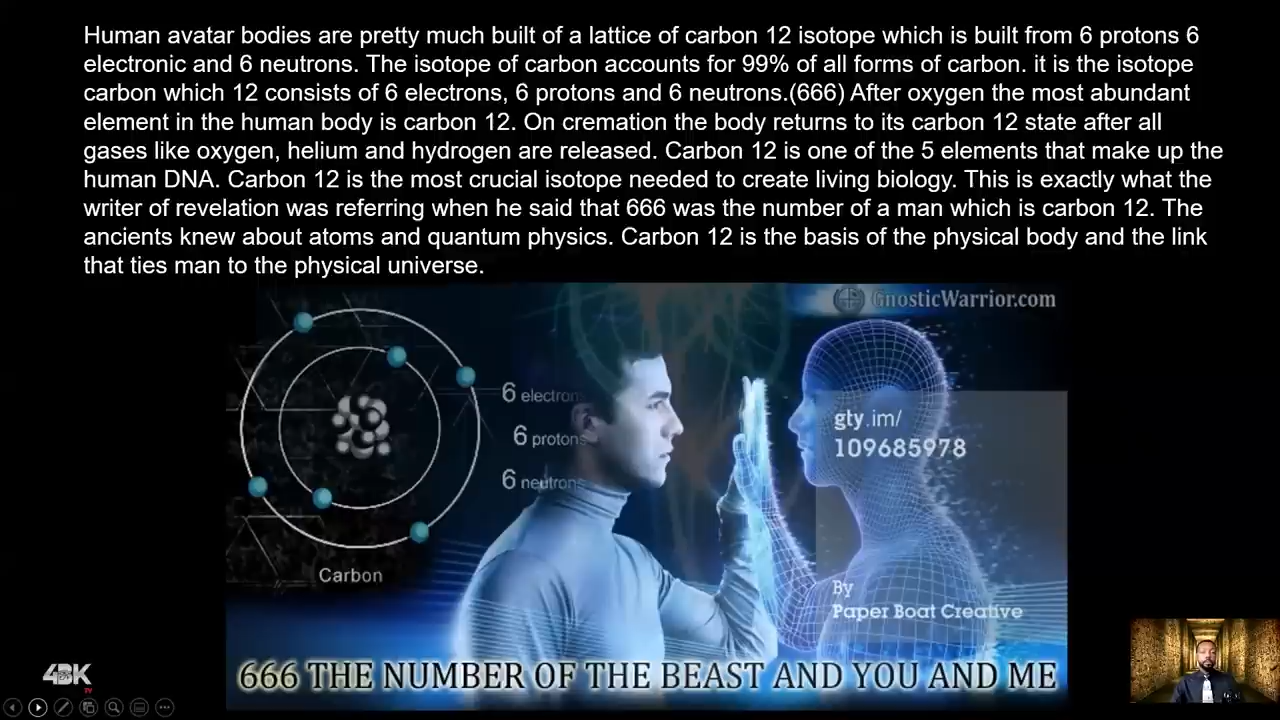 Human avatar bodies are pretty much built of a lattice of carbon 12 isotope which is built from 6 protons 6
electronic and 6 neutrons. The isotope of carbon accounts for 99% of all forms of carbon. it is the isotope
carbon which 12 consists of 6 electrons, 6 protons and 6 neutrons.(666) After oxygen the most abundant
element in the human body is carbon 12. On cremation the body returns to its carbon 12 state after all
gases like oxygen, helium and hydrogen are released. Carbon 12 is one of the 5 elements that make up the
human DNA. Carbon 12 is the most crucial isotope needed to create living biology. This is exactly what the
writer of revelation was referring when he said that 666 was the number of a man which is carbon 12. The
ancients knew about atoms and quantum physics. Carbon 12 is the basis of the physical body and the link
that ties man to the physical universe.
GnosticWarrior.com
6 electron
6 protons
6 neutrons
gty.im/
109685978
Carbon
By
Paper Boat Creative
666 THE NUMBER OF THE BEAST AND YOU AND ME
4BK
TV